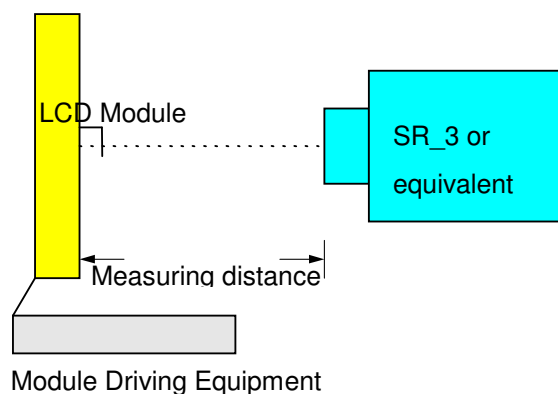 LCD Module
SR_3 or
equivalent
Measuring distance
Module Driving Equipment